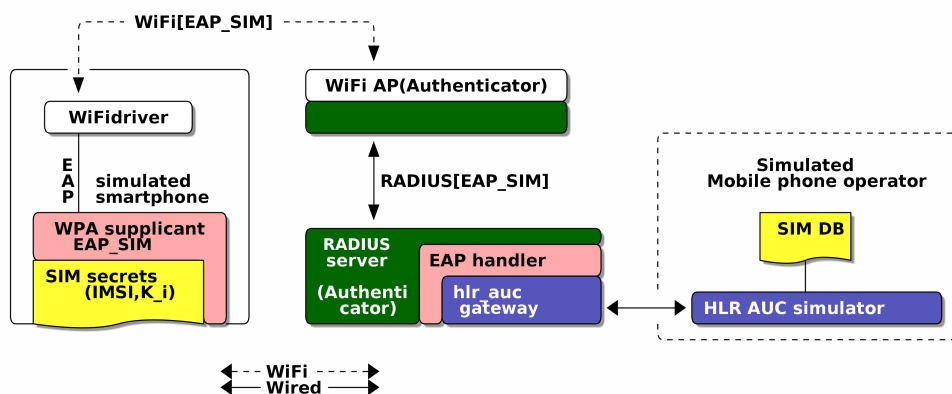 WiFi[EAP_SIM]
WiFi AP(Authenticator)
WiFidriver
E
A
P
simulated
smartphone
RADIUS[EAP_SIM]
Simulated
Mobile phone operator
WPA supplicant
EAP_SIM
SIM secrets
(IMSI,K_i)
RADIUS
server
(Authenti
cator)
EAP handler
hlr_auc
gateway
SIM DB
HLR AUC simulator
WiFi
Wired